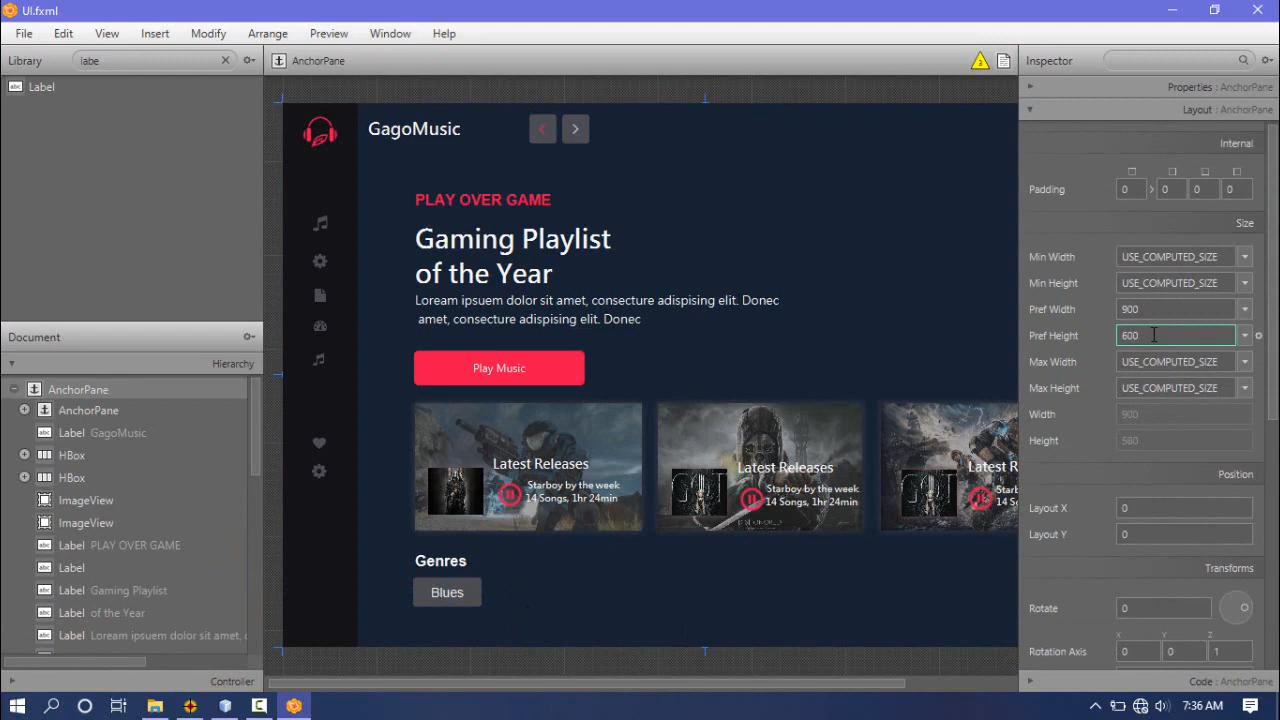 UI.fxml
File Edit View Insert Modify Arrange Preview Window Help
Library labe
AnchorPane
Inspector
Label
Properties : AnchorPane
Layout : AnchorPane
Internal
Padding 0 0 0 0
Size
Min Width USE_COMPUTED_SIZE
Min Height USE_COMPUTED_SIZE
Pref Width 900
Pref Height 600
Max Width USE_COMPUTED_SIZE
Max Height USE_COMPUTED_SIZE
Width 900
Height 580
Position
Layout X 0
Layout Y 0
Transforms
Rotate 0
X Y Z
Rotation Axis 0 0 1
Code : AnchorPane
GagoMusic
PLAY OVER GAME
Gaming Playlist
of the Year
Loream ipsuem dolor sit amet, consecture adispising elit. Donec
amet, consecture adispising elit. Donec
Play Music
Latest Releases
Starboy by the week
14 Songs, 1hr 24min
Latest Releases
Starboy by the week
14 Songs, 1hr 24min
Latest R
Starb
14 So
Genres
Blues
Document
Hierarchy
AnchorPane
AnchorPane
Label GagoMusic
HBox
HBox
ImageView
ImageView
Label PLAY OVER GAME
Label
Label Gaming Playlist
Label of the Year
Label Loream ipsuem dolor sit amet, c
Controller
7:36 AM